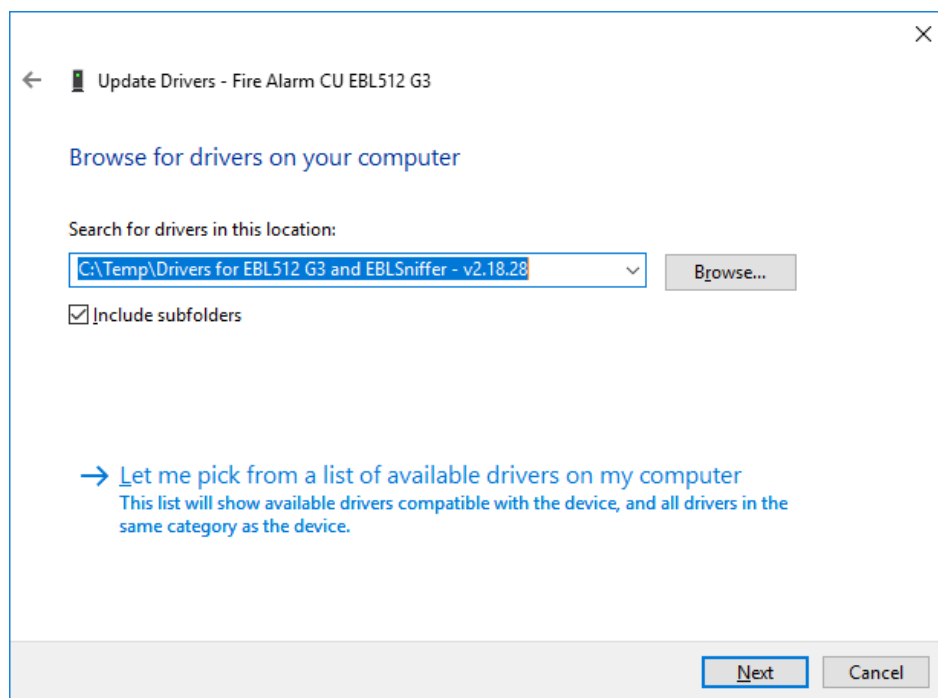 Update Drivers - Fire Alarm CU EBL512 G3
Browse for drivers on your computer
Search for drivers in this location:
C:\Temp\Drivers for EBL512 G3 and EBLSniffer - v2.18.28
Browse...
Include subfolders
Let me pick from a list of available drivers on my computer
This list will show available drivers compatible with the device, and all drivers in the
same category as the device.
Next
Cancel